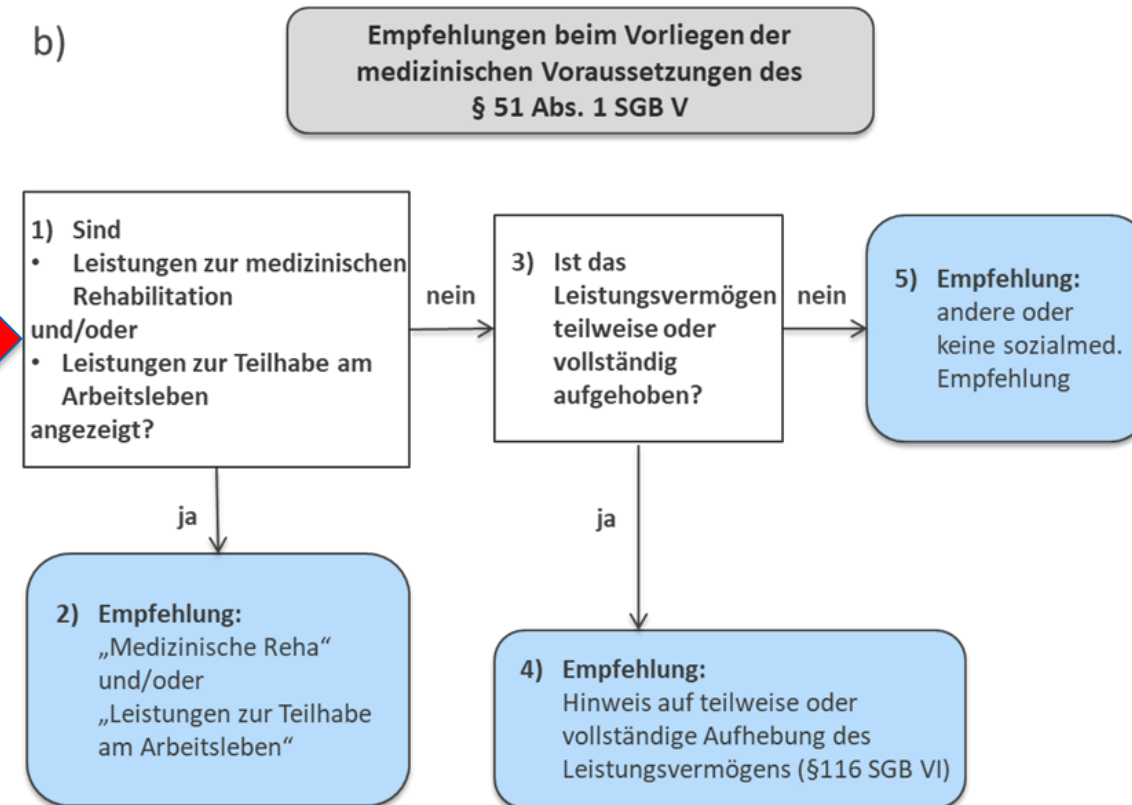 b)
Empfehlungen beim Vorliegen der
medizinischen Voraussetzungen des
§ 51 Abs. 1 SGB V
1) Sind
• Leistungen zur medizinischen
Rehabilitation
und/oder
• Leistungen zur Teilhabe am
Arbeitsleben
angezeigt?
nein
3) Ist das
Leistungsvermögen
teilweise oder
vollständig
aufgehoben?
nein
5) Empfehlung:
andere oder
keine sozialmed.
Empfehlung
ja
ja
2) Empfehlung:
„Medizinische Reha“
und/oder
„Leistungen zur Teilhabe
am Arbeitsleben“
4) Empfehlung:
Hinweis auf teilweise oder
vollständige Aufhebung des
Leistungsvermögens (§116 SGB VI)